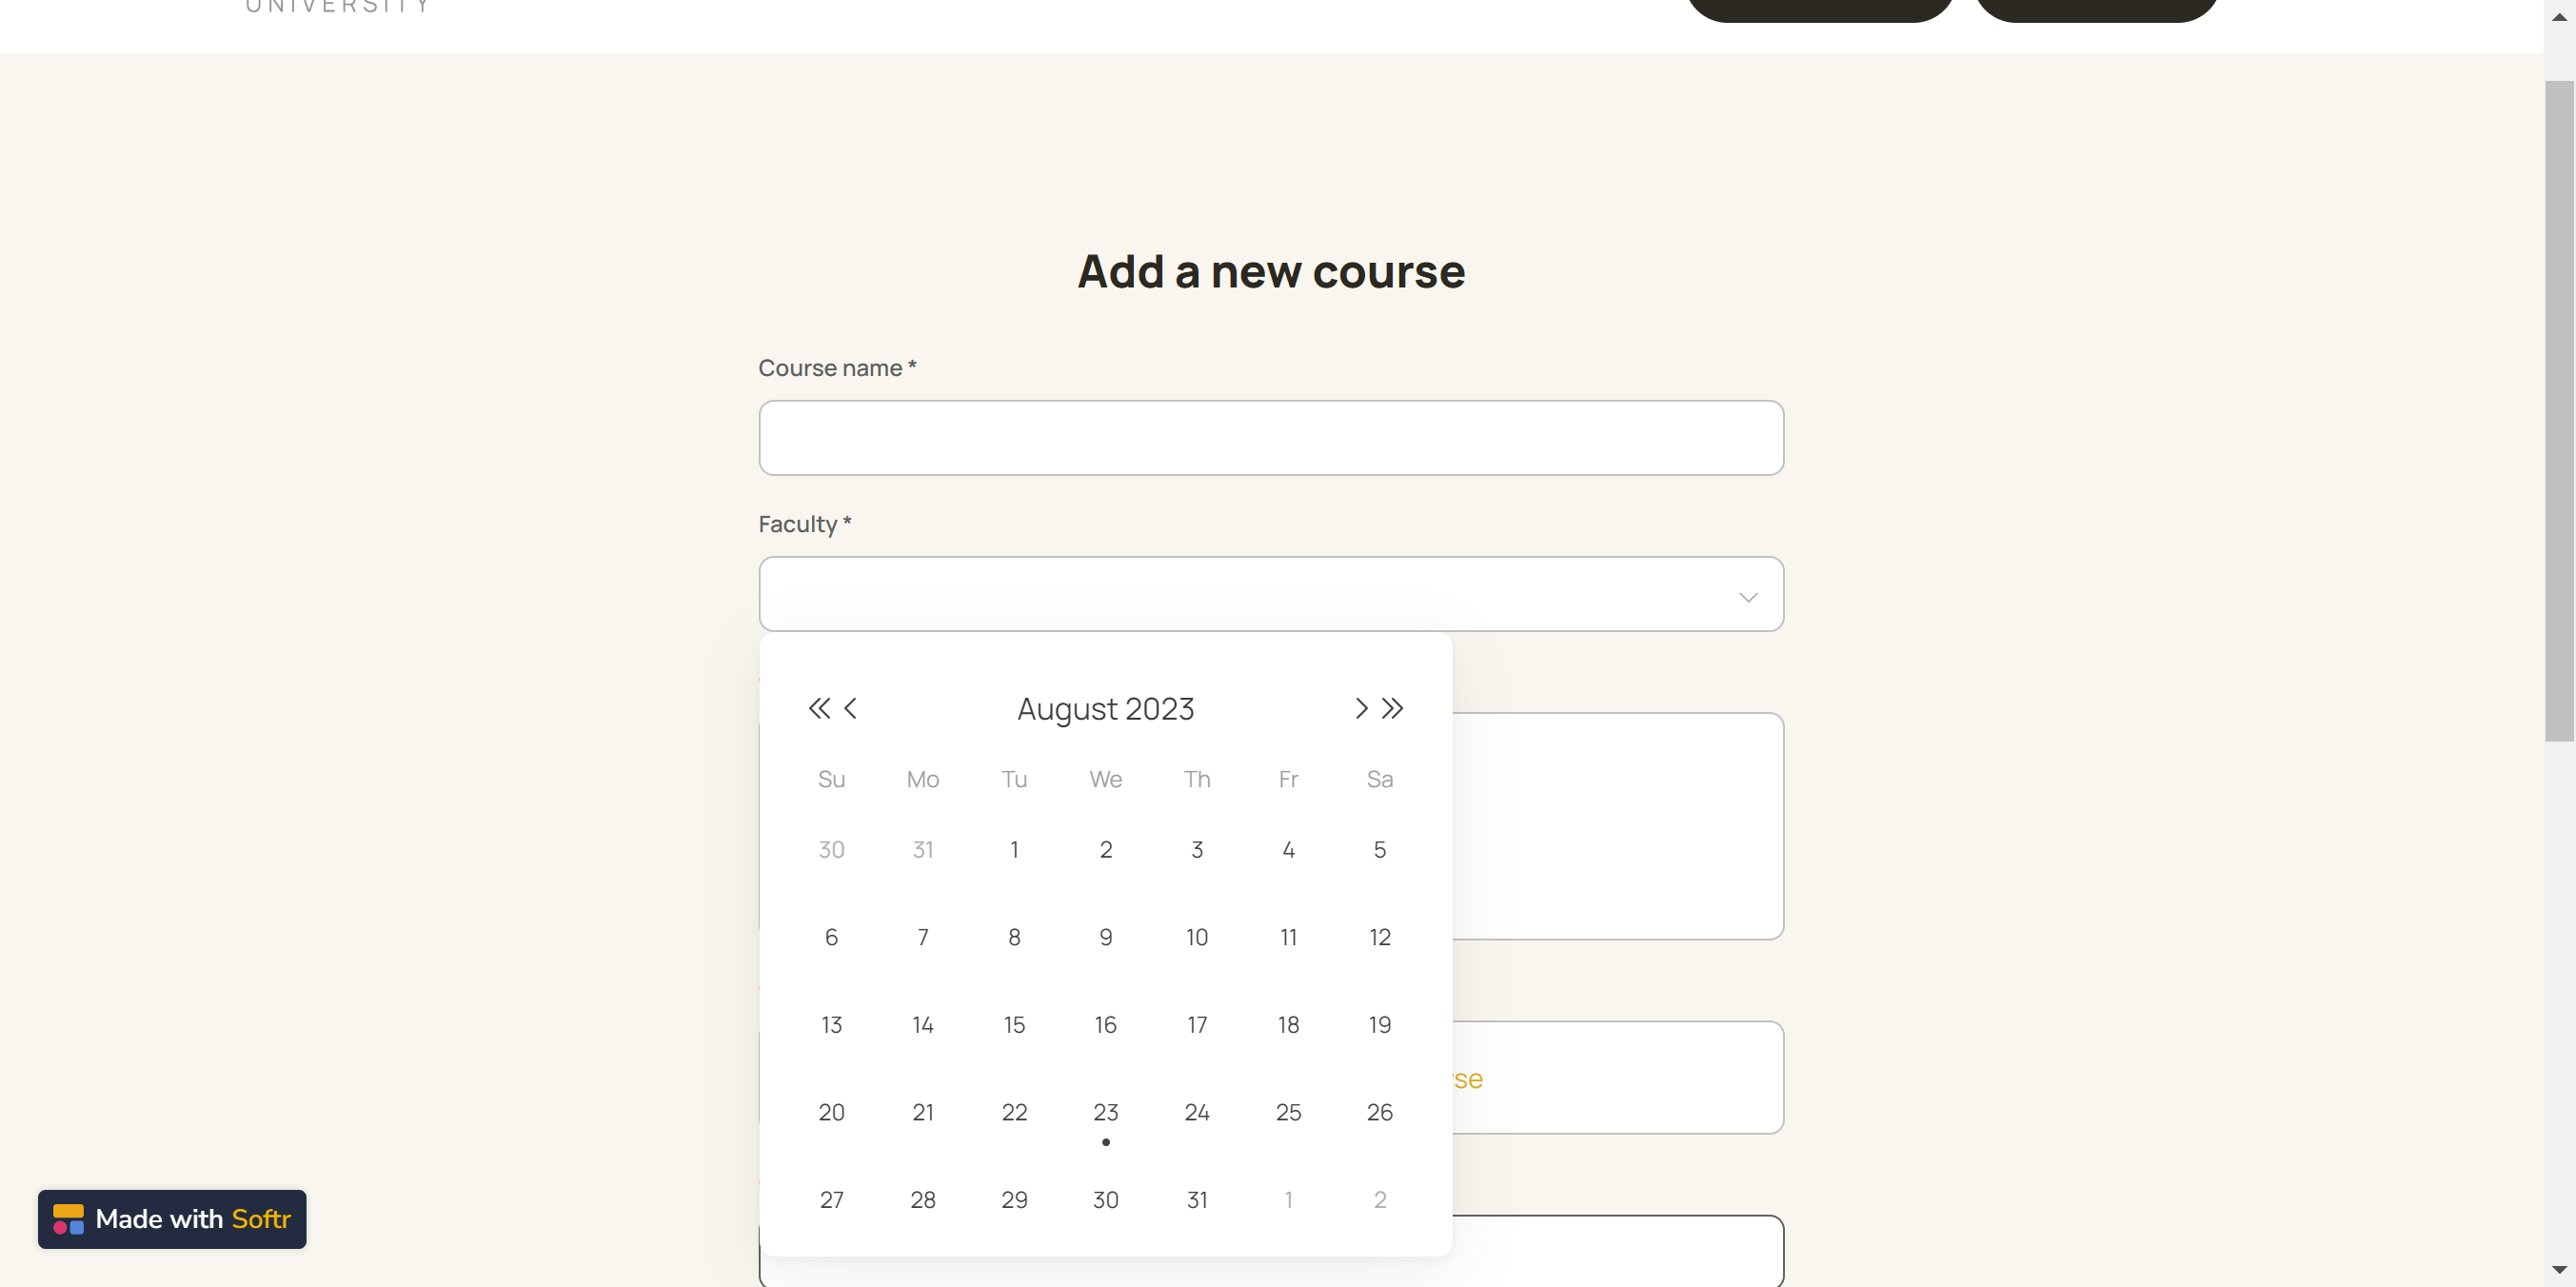 UNIVERSITY
Add a new course
Course name *
Faculty *
August 2023
Su Mo Tu We Th Fr Sa
30 31 1 2 3 4 5
6 7 8 9 10 11 12
13 14 15 16 17 18 19
20 21 22 23 24 25 26
27 28 29 30 31 1 2
Made with Softr